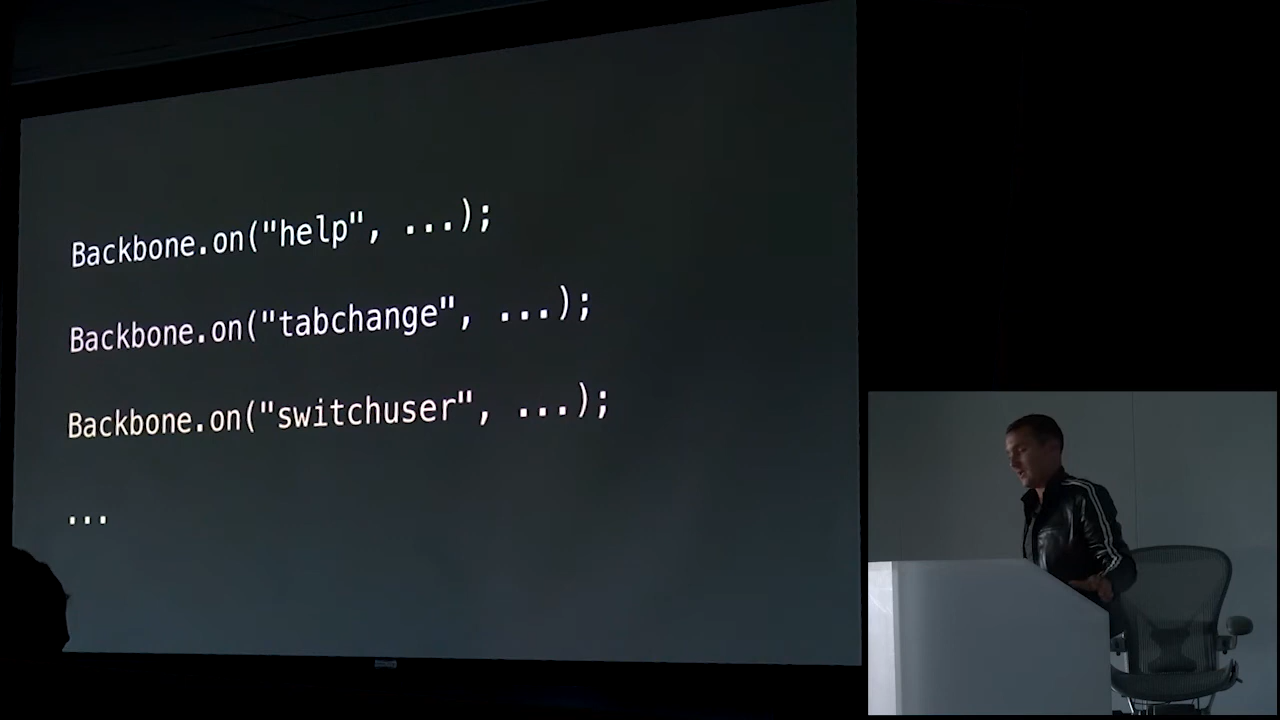 Backbone.on("help", ...);
Backbone.on("tabchange", ...);
Backbone.on("switchuser", ...);
...